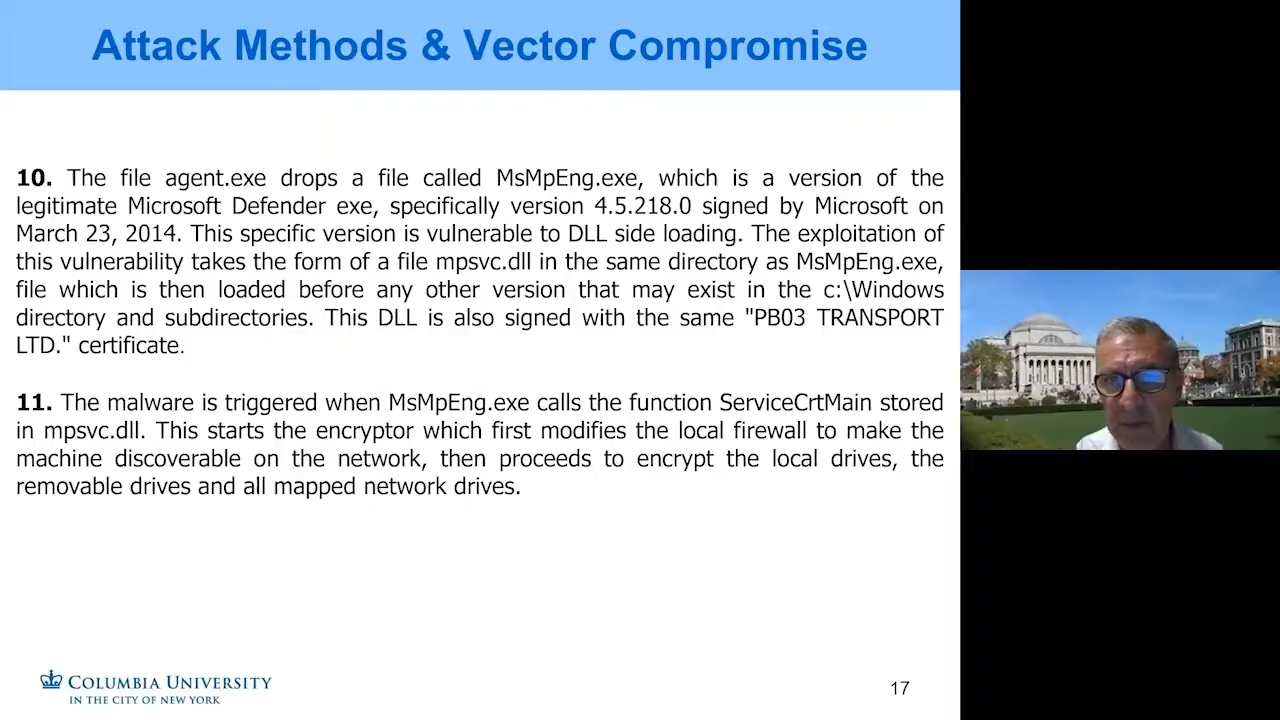 Attack Methods & Vector Compromise
10. The file agent.exe drops a file called MsMpEng.exe, which is a version of the
legitimate Microsoft Defender exe, specifically version 4.5.218.0 signed by Microsoft on
March 23, 2014. This specific version is vulnerable to DLL side loading. The exploitation of
this vulnerability takes the form of a file mpsvc.dll in the same directory as MsMpEng.exe,
file which is then loaded before any other version that may exist in the c:\Windows
directory and subdirectories. This DLL is also signed with the same "PB03 TRANSPORT
LTD." certificate.
11. The malware is triggered when MsMpEng.exe calls the function ServiceCrtMain stored
in mpsvc.dll. This starts the encryptor which first modifies the local firewall to make the
machine discoverable on the network, then proceeds to encrypt the local drives, the
removable drives and all mapped network drives.
COLUMBIA UNIVERSITY
IN THE CITY OF NEW YORK
17